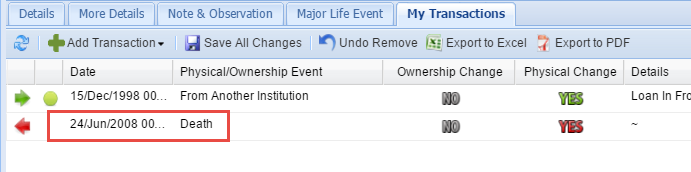 Details More Details Note & Observation Major Life Event My Transactions
Add Transaction Save All Changes Undo Remove Export to Excel Export to PDF
Date Physical/Ownership Event Ownership Change Physical Change Details
15/Dec/1998 00... From Another Institution NO YES Loan In Fro
24/Jun/2008 00... Death NO YES ~